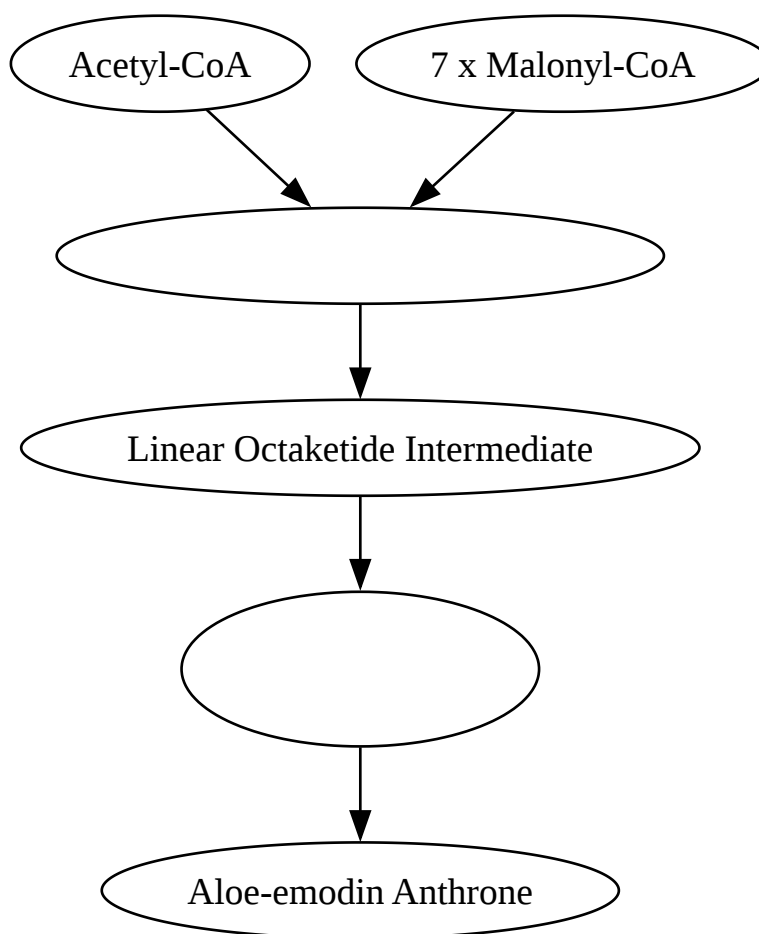 Acetyl-CoA
7 x Malonyl-CoA
Linear Octaketide Intermediate
Aloe-emodin Anthrone